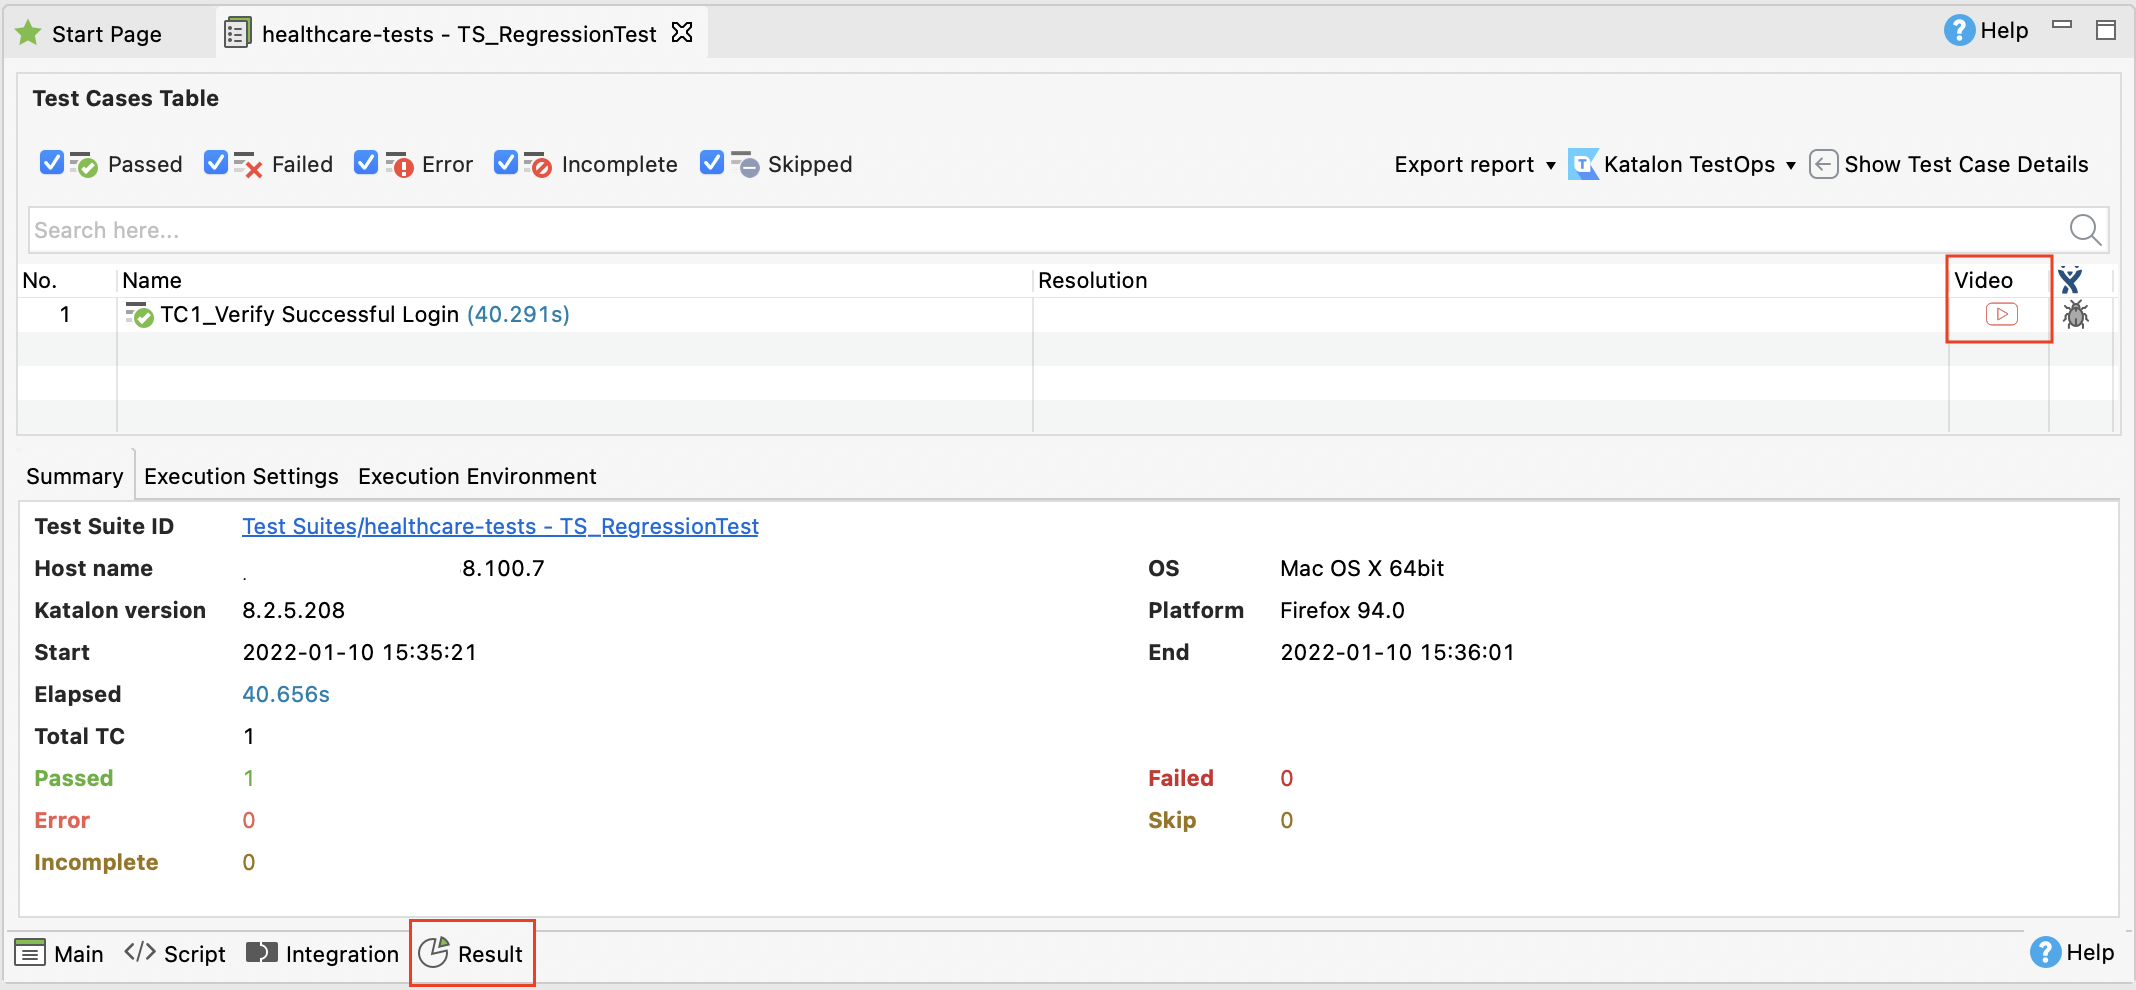 Start Page healthcare-tests - TS_RegressionTest Help
Test Cases Table
Passed Failed Error Incomplete Skipped Export report Katalon TestOps Show Test Case Details
Search here...
No. Name Resolution Video
1 TC1_Verify Successful Login (40.291s)
Summary Execution Settings Execution Environment
Test Suite ID Test Suites/healthcare-tests - TS_RegressionTest
Host name 8.100.7 OS Mac OS X 64bit
Katalon version 8.2.5.208 Platform Firefox 94.0
Start 2022-01-10 15:35:21 End 2022-01-10 15:36:01
Elapsed 40.656s
Total TC 1
Passed 1 Failed 0
Error 0 Skip 0
Incomplete 0
Main Script Integration Result Help